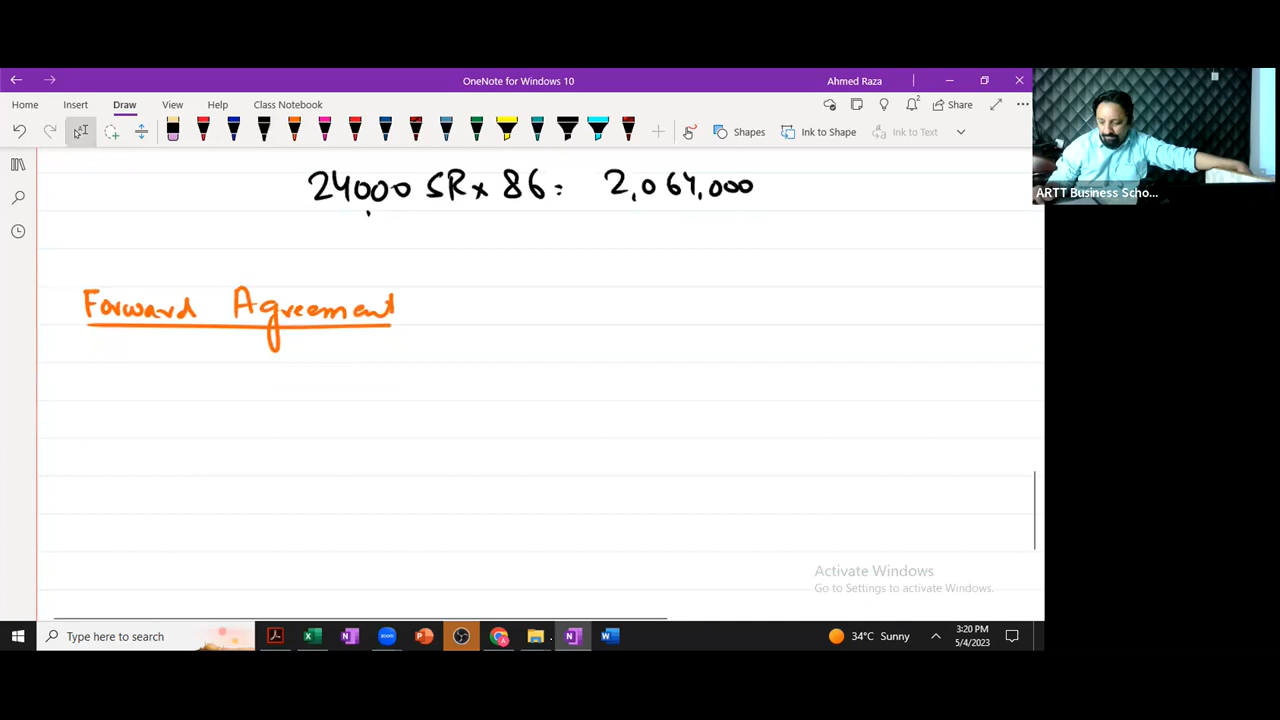 OneNote for Windows 10
Ahmed Raza
Home Insert Draw View Help Class Notebook
2 Share
Shapes Ink to Shape Ink to Text
ARTT Business Scho...
24000 SR x 86 = 2,064,000
Forward Agreement
Activate Windows
Go to Settings to activate Windows.
Type here to search
34°C Sunny
3:20 PM
5/4/2023